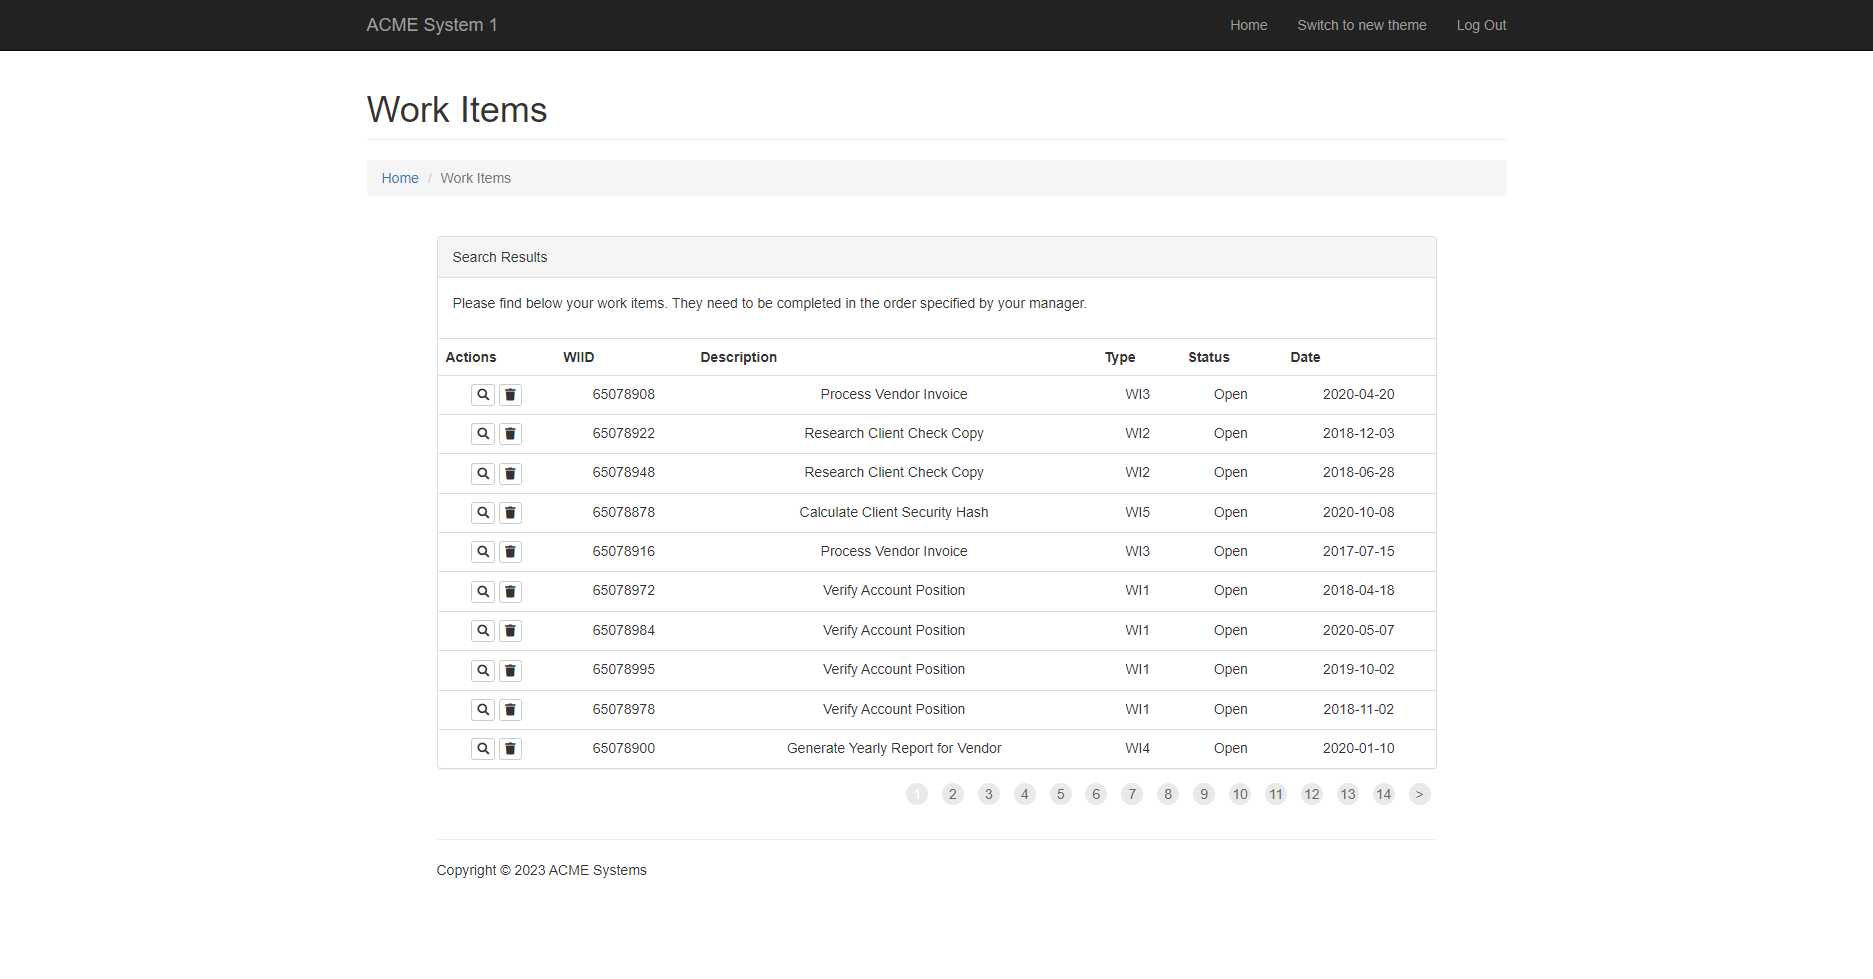 ACME System 1 Home Switch to new theme Log Out
Work Items
Home / Work Items
Search Results
Please find below your work items. They need to be completed in the order specified by your manager.
Actions WIID Description Type Status Date
65078908 Process Vendor Invoice WI3 Open 2020-04-20
65078922 Research Client Check Copy WI2 Open 2018-12-03
65078948 Research Client Check Copy WI2 Open 2018-06-28
65078878 Calculate Client Security Hash WI5 Open 2020-10-08
65078916 Process Vendor Invoice WI3 Open 2017-07-15
65078972 Verify Account Position WI1 Open 2018-04-18
65078984 Verify Account Position WI1 Open 2020-05-07
65078995 Verify Account Position WI1 Open 2019-10-02
65078978 Verify Account Position WI1 Open 2018-11-02
65078900 Generate Yearly Report for Vendor WI4 Open 2020-01-10
1 2 3 4 5 6 7 8 9 10 11 12 13 14 >
Copyright © 2023 ACME Systems